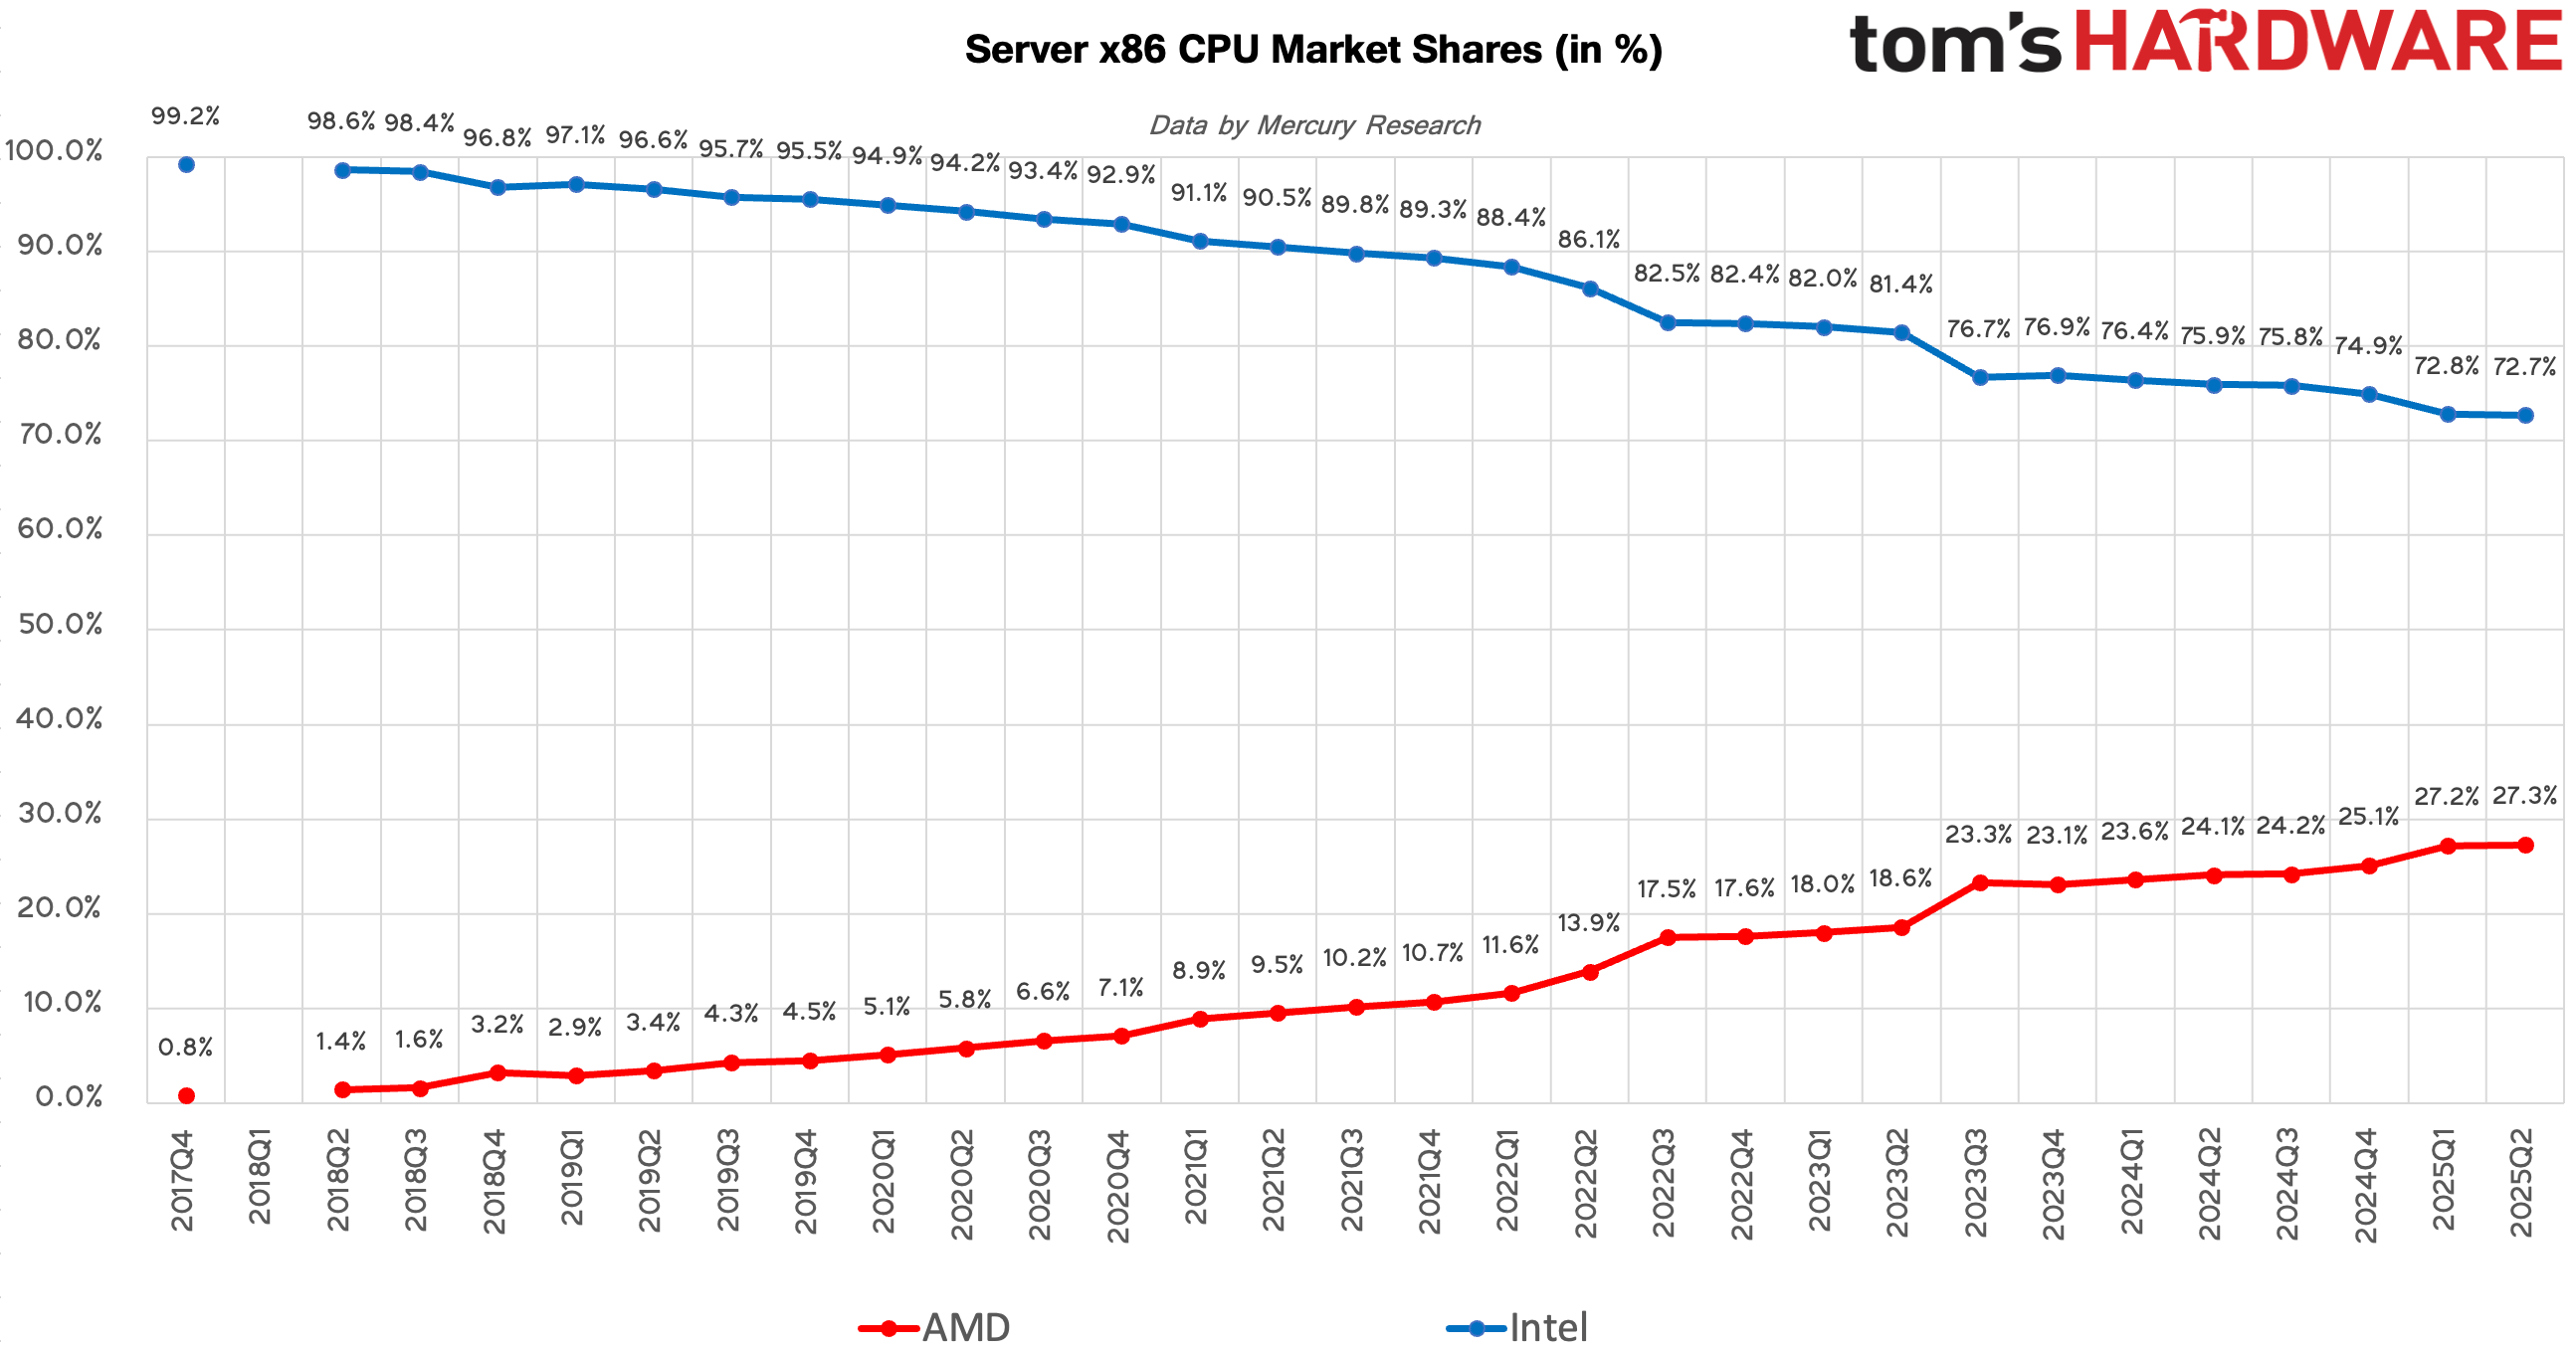 Server x86 CPU Market Shares (in %)
tom'sHARDWARE
Data by Mercury Research
99.2% 98.6% 98.4% 96.8% 97.1% 96.6% 95.7% 95.5% 94.9% 94.2% 93.4% 92.9% 91.1% 90.5% 89.8% 89.3% 88.4% 86.1% 82.5% 82.4% 82.0% 81.4% 76.7% 76.9% 76.4% 75.9% 75.8% 74.9% 72.8% 72.7%
100.0%
90.0%
80.0%
70.0%
60.0%
50.0%
40.0%
30.0%
20.0%
10.0%
0.0%
0.8% 1.4% 1.6% 3.2% 2.9% 3.4% 4.3% 4.5% 5.1% 5.8% 6.6% 7.1% 8.9% 9.5% 10.2% 10.7% 11.6% 13.9% 17.5% 17.6% 18.0% 18.6% 23.3% 23.1% 23.6% 24.1% 24.2% 25.1% 27.2% 27.3%
2017Q4 2018Q1 2018Q2 2018Q3 2018Q4 2019Q1 2019Q2 2019Q3 2019Q4 2020Q1 2020Q2 2020Q3 2020Q4 2021Q1 2021Q2 2021Q3 2021Q4 2022Q1 2022Q2 2022Q3 2022Q4 2023Q1 2023Q2 2023Q3 2023Q4 2024Q1 2024Q2 2024Q3 2024Q4 2025Q1 2025Q2
AMD Intel